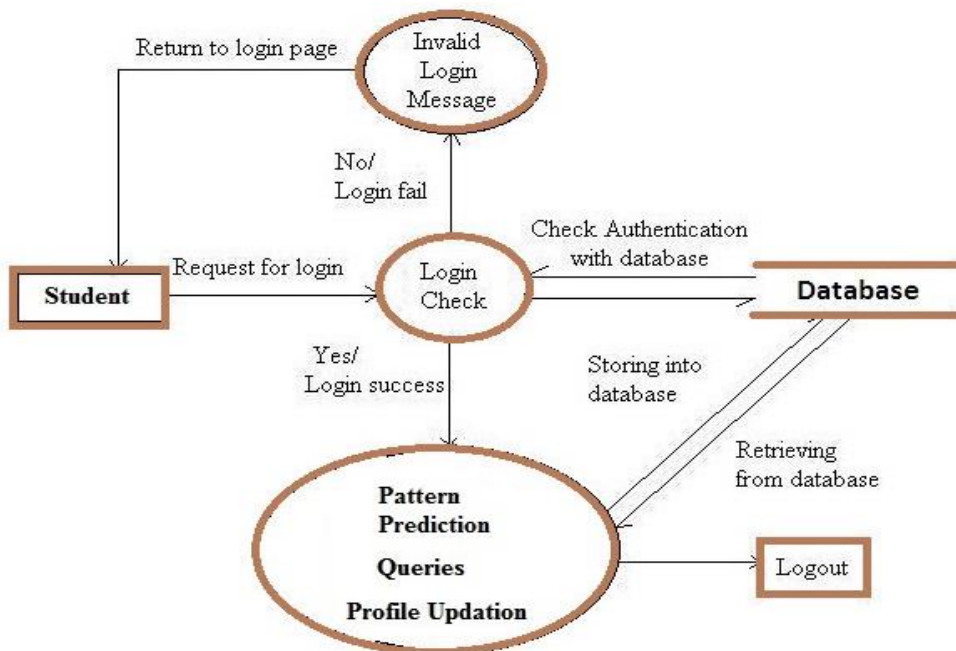 Return to login page
Invalid
Login
Message
No/
Login fail
Check Authentication
with database
Request for login
Student
Login
Check
Database
Yes/
Login success
Storing into
database
Retrieving
from database
Pattern
Prediction
Queries
Profile Updation
Logout